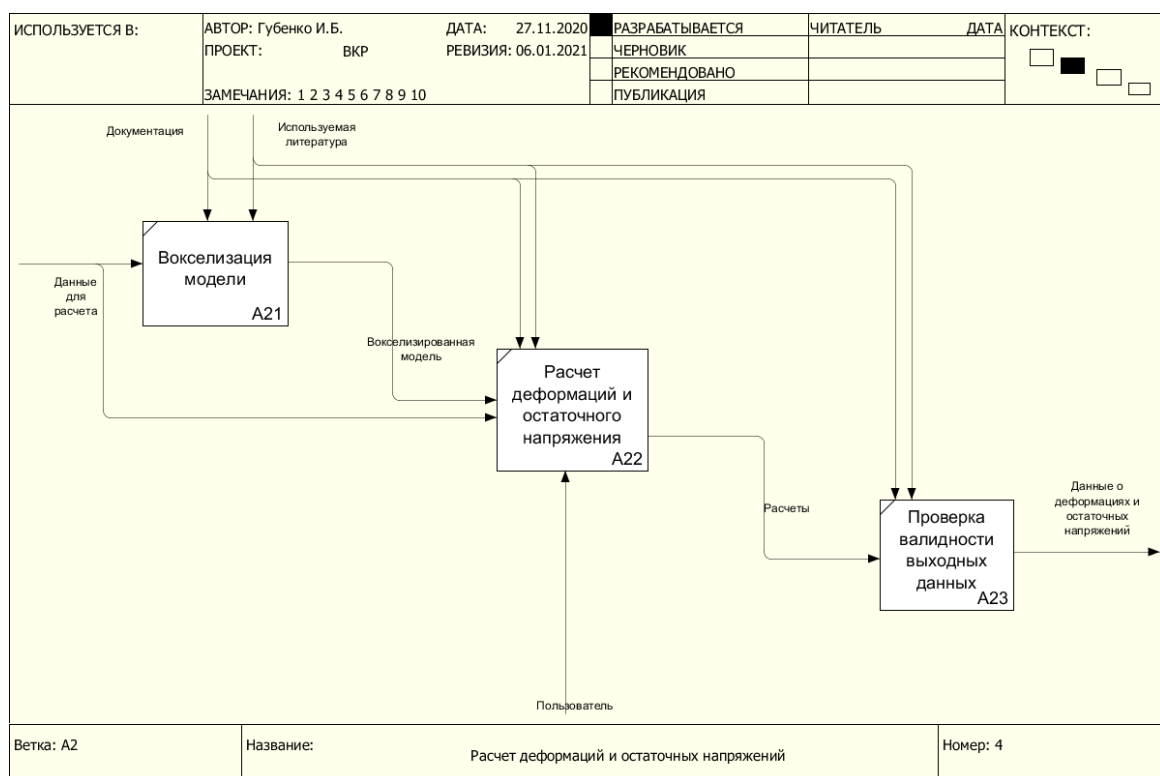 ИСПОЛЬЗУЕТСЯ В:
АВТОР: Губенко И.Б.
ДАТА: 27.11.2020
РАЗРАБАТЫВАЕТСЯ
ЧИТАТЕЛЬ
ДАТА
КОНТЕКСТ:
ПРОЕКТ: ВКР
РЕВИЗИЯ: 06.01.2021
ЧЕРНОВИК
РЕКОМЕНДОВАНО
ЗАМЕЧАНИЯ: 1 2 3 4 5 6 7 8 9 10
ПУБЛИКАЦИЯ
Документация
Используемая
литература
Вокселизация
модели
A21
Данные
для
расчета
Вокселизированная
модель
Расчет
деформаций и
остаточного
напряжения
A22
Расчеты
Данные о
деформациях и
остаточных
напряжений
Проверка
валидности
выходных
данных
A23
Пользователь
Ветка: A2
Название:
Расчет деформаций и остаточных напряжений
Номер: 4